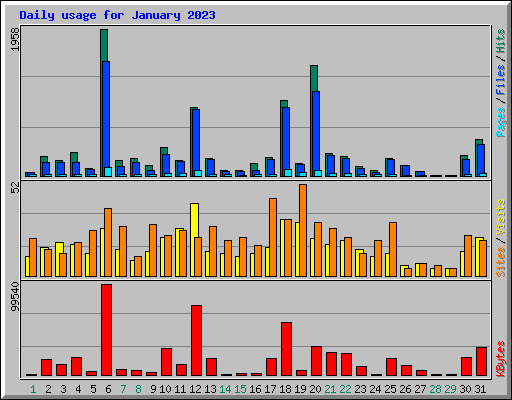 Daily usage for January 2023
1958
Pages / Files / Hits
52
Sites / Visits
99540
KBytes
1 2 3 4 5 6 7 8 9 10 11 12 13 14 15 16 17 18 19 20 21 22 23 24 25 26 27 28 29 30 31